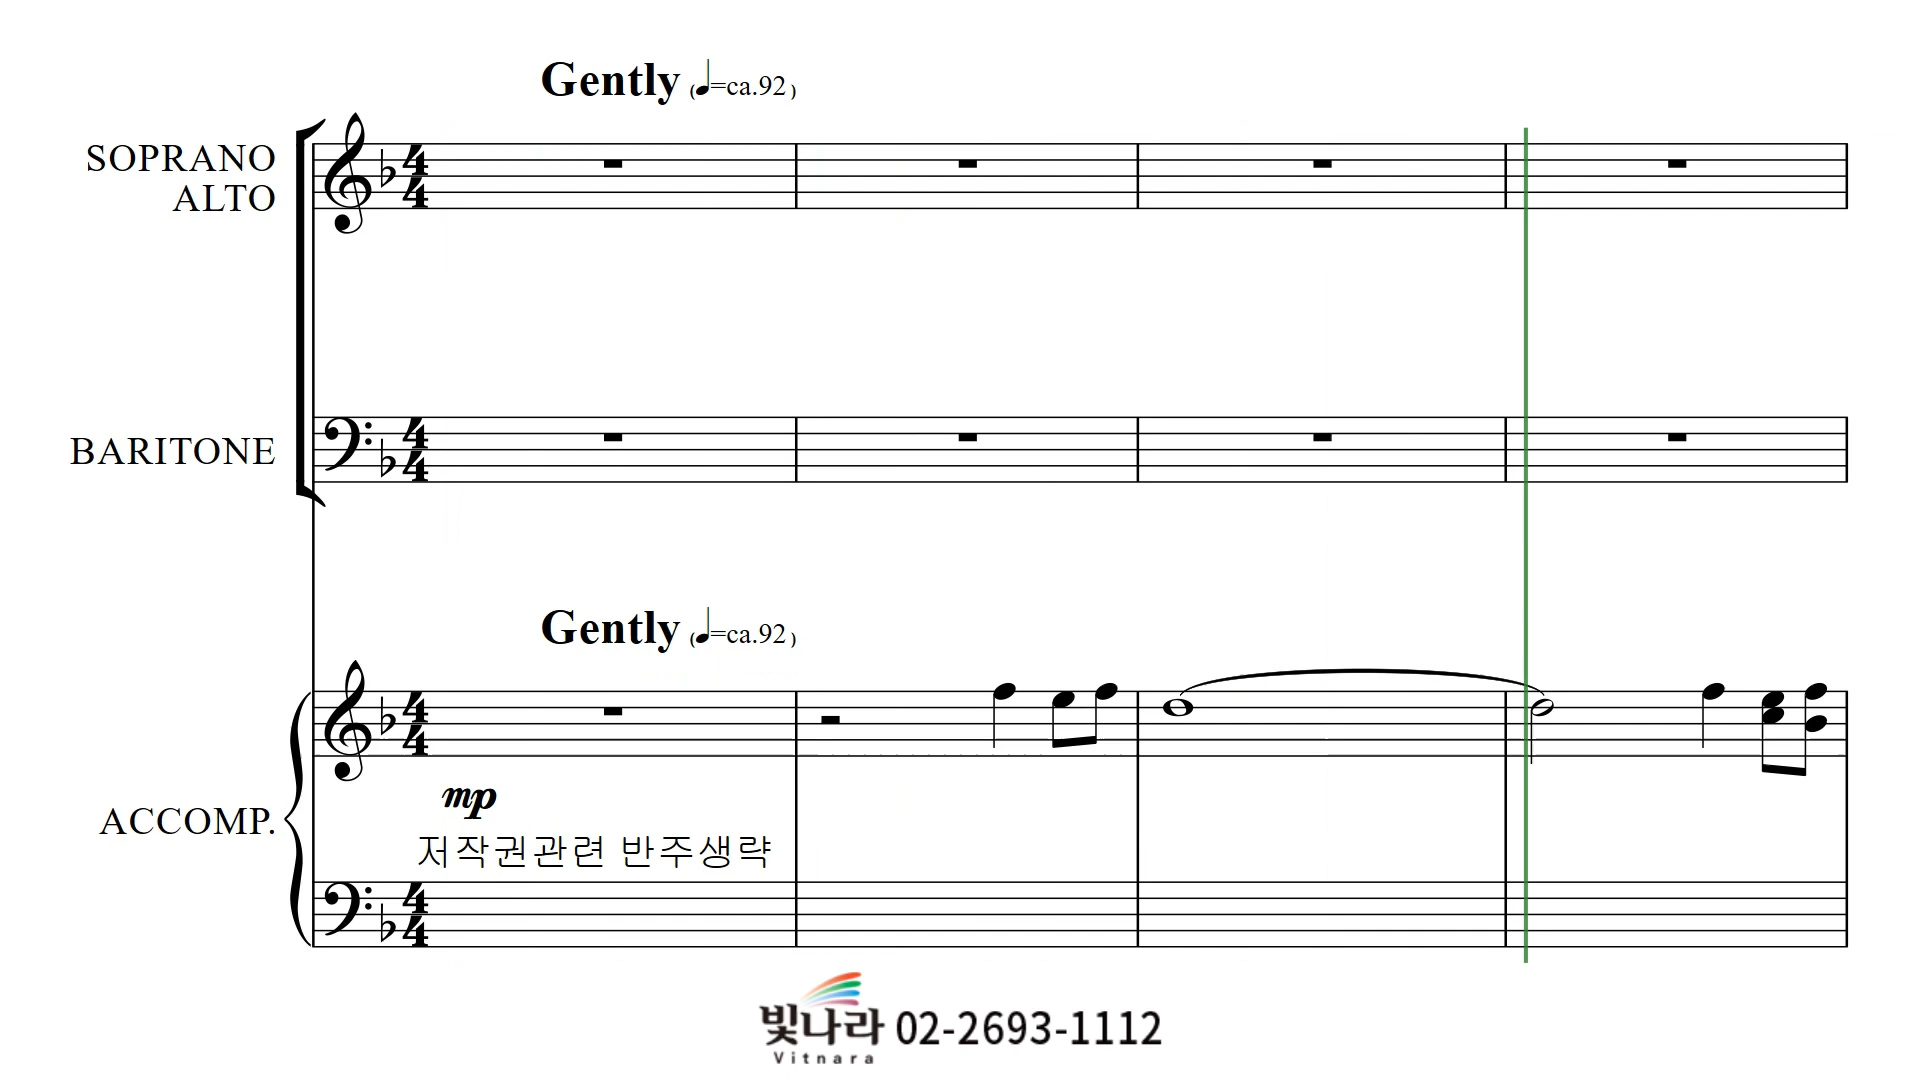 Gently (♩=ca.92)
SOPRANO
ALTO
BARITONE
Gently (♩=ca.92)
mp
ACCOMP.
저작권관련 반주생략
빛나라 02-2693-1112
Vitnara